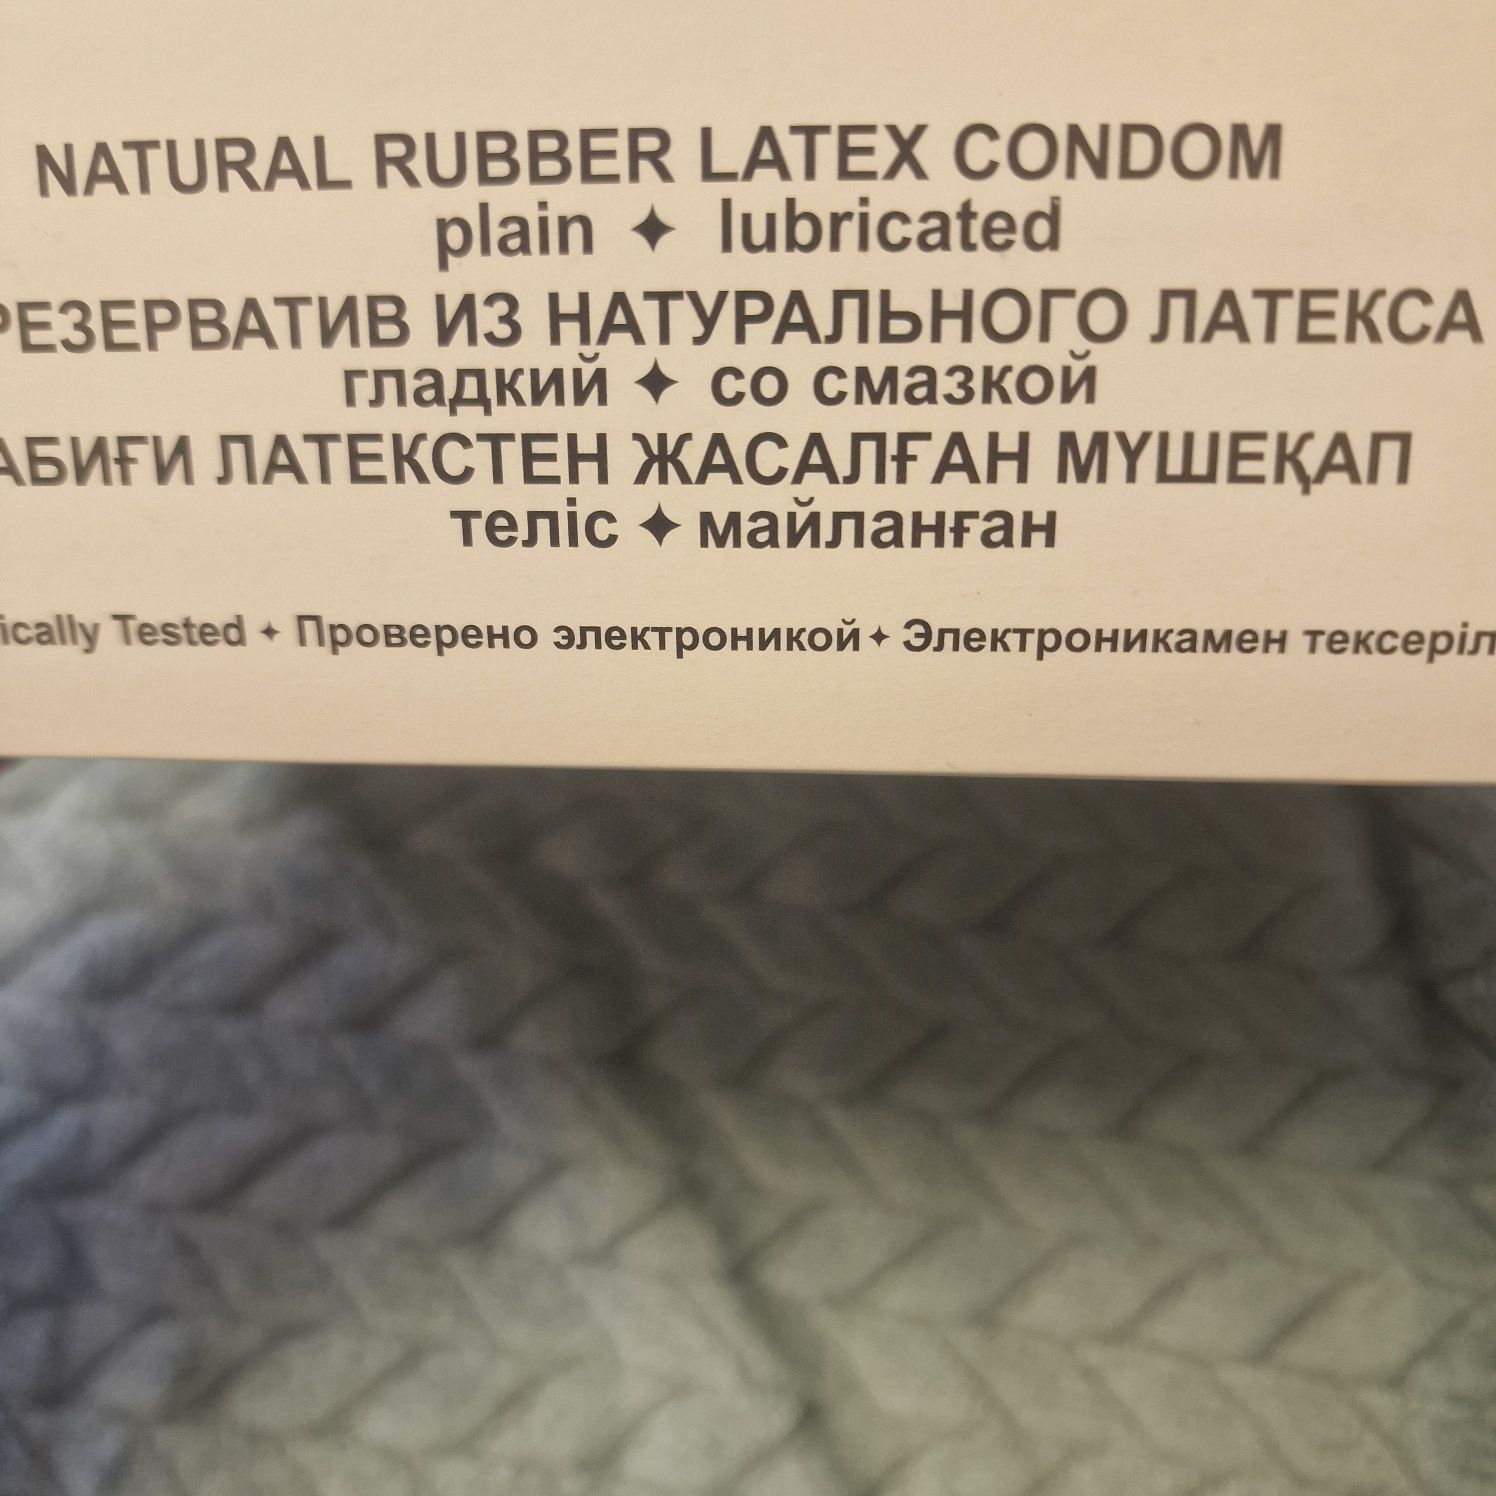 NATURAL RUBBER LATEX CONDOM
plain ✦ lubricated
РЕЗЕРВАТИВ ИЗ НАТУРАЛЬНОГО ЛАТЕКСА
гладкий ✦ со смазкой
АБИҒИ ЛАТЕКСТЕН ЖАСАЛҒАН МҮШЕҚАП
теліс ✦ майланған
ically Tested ✦ Проверено электроникой ✦ Электроникамен тексеріл